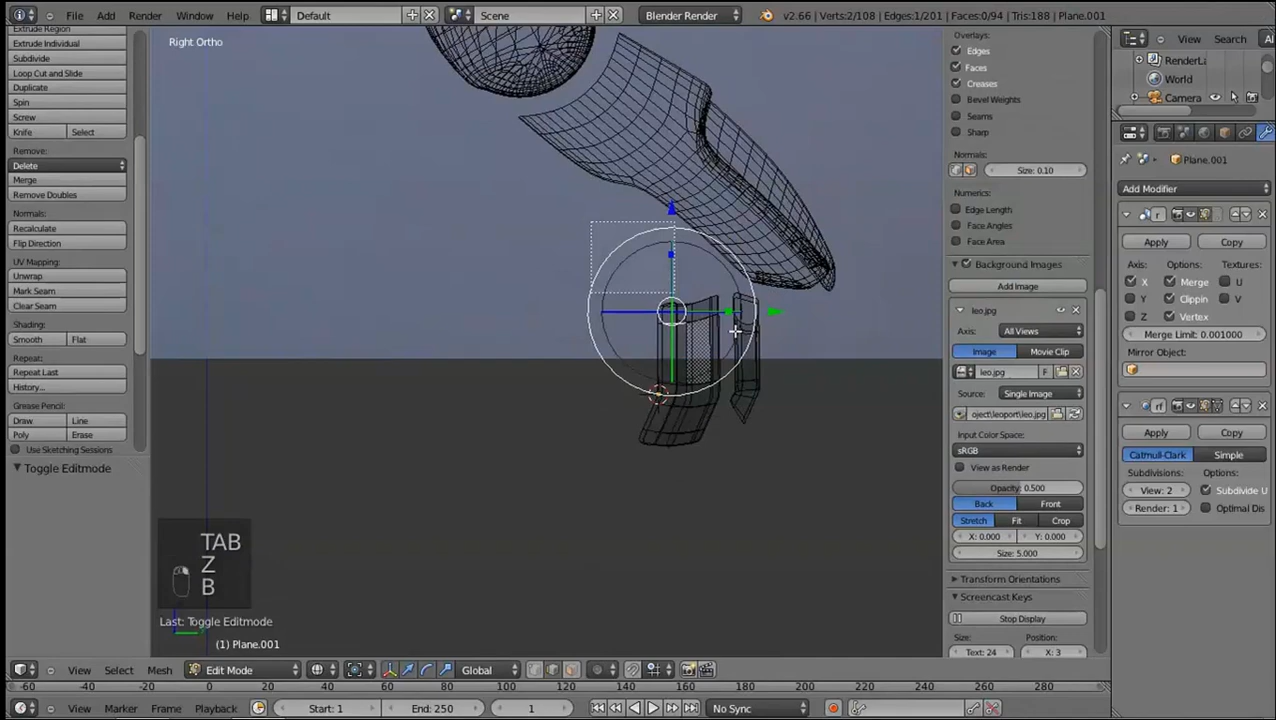 File Add Render Window Help Default Scene Blender Render v2.66 | Verts:2/108 | Edges:1/201 | Faces:0/94 | Tris:188 | Plane.001
Extrude Region
Extrude Individual
Subdivide
Loop Cut and Slide
Duplicate
Spin
Screw
Knife Select
Remove:
Delete
Merge
Remove Doubles
Normals:
Recalculate
Flip Direction
UV Mapping:
Unwrap
Mark Seam
Clear Seam
Shading:
Smooth Flat
Repeat:
Repeat Last
History...
Grease Pencil:
Draw Line
Poly Erase
Use Sketching Sessions
Toggle Editmode
Right Ortho
TAB
Z
B
Last: Toggle Editmode
(1) Plane.001
Overlays:
Edges
Faces
Creases
Bevel Weights
Seams
Sharp
Normals:
Size: 0.10
Numerics:
Edge Length
Face Angles
Face Area
Background Images
Add Image
leo.jpg
Axis: All Views
Image Movie Clip
leo.jpg F
Source: Single Image
oject\leoport\leo.jpg
Input Color Space:
sRGB
View as Render
Opacity: 0.500
Back Front
Stretch Fit Crop
X: 0.000 Y: 0.000
Size: 5.000
Transform Orientations
Screencast Keys
Stop Display
Size: Position:
Text: 24 X: 3
View Search Al
RenderLa
World
Camera
Plane.001
Add Modifier
Apply Copy
Axis: Options: Textures:
X Merge U
Y Clippin V
Z Vertex
Merge Limit: 0.001000
Mirror Object:
Apply Copy
Catmull-Clark Simple
Subdivisions: Options:
View: 2 Subdivide U
Render: 1 Optimal Dis
View Select Mesh Edit Mode Global
-60 -40 -20 0 20 40 60 80 100 120 140 160 180 200 220 240 260 280 300
View Marker Frame Playback Start: 1 End: 250 1 No Sync